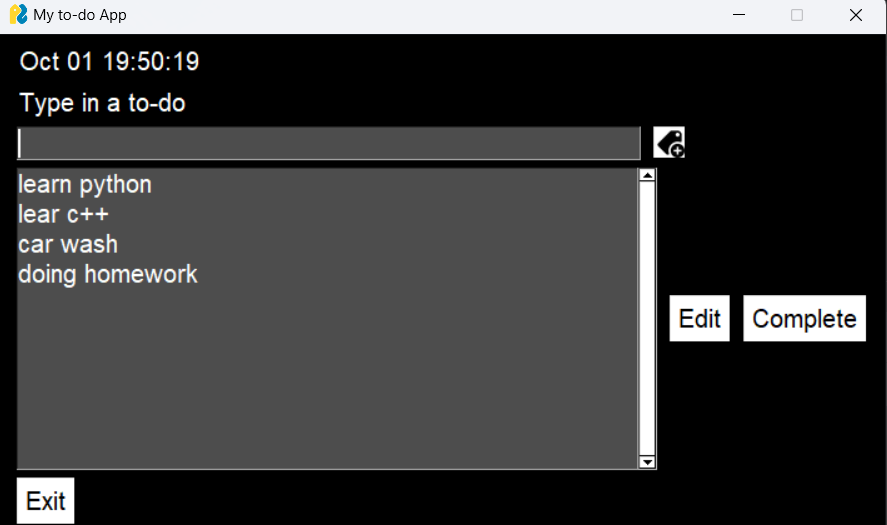 My to-do App
Oct 01 19:50:19
Type in a to-do
learn python
lear c++
car wash
doing homework
Edit Complete
Exit